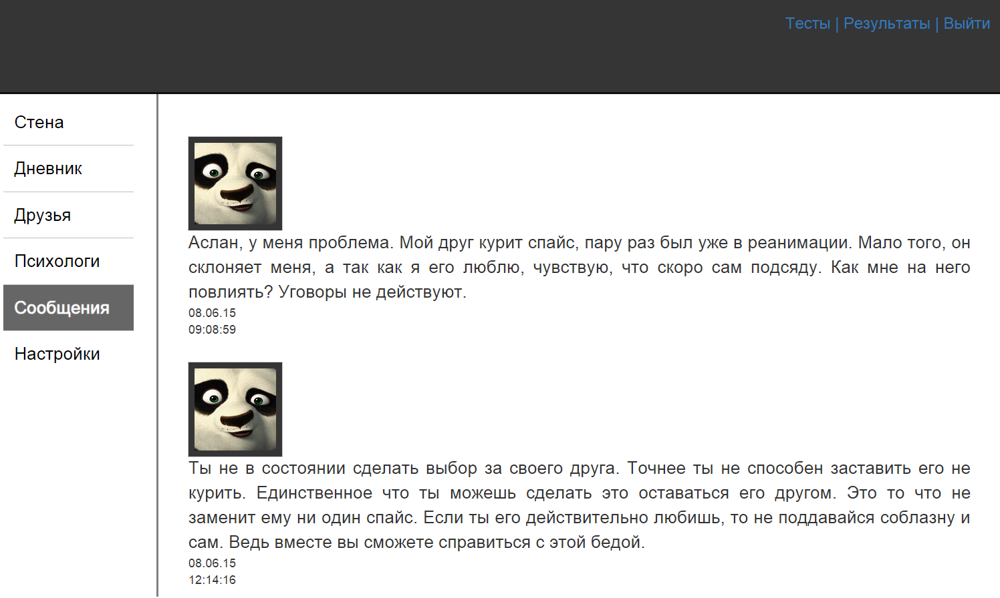 Тесты | Результаты | Выйти
Стена
Дневник
Друзья
Психологи
Сообщения
Настройки
Аслан, у меня проблема. Мой друг курит спайс, пару раз был уже в реанимации. Мало того, он
склоняет меня, а так как я его люблю, чувствую, что скоро сам подсяду. Как мне на него
повлиять? Уговоры не действуют.
08.06.15
09:08:59
Ты не в состоянии сделать выбор за своего друга. Точнее ты не способен заставить его не
курить. Единственное что ты можешь сделать это оставаться его другом. Это то что не
заменит ему ни один спайс. Если ты его действительно любишь, то не поддавайся соблазну и
сам. Ведь вместе вы сможете справиться с этой бедой.
08.06.15
12:14:16